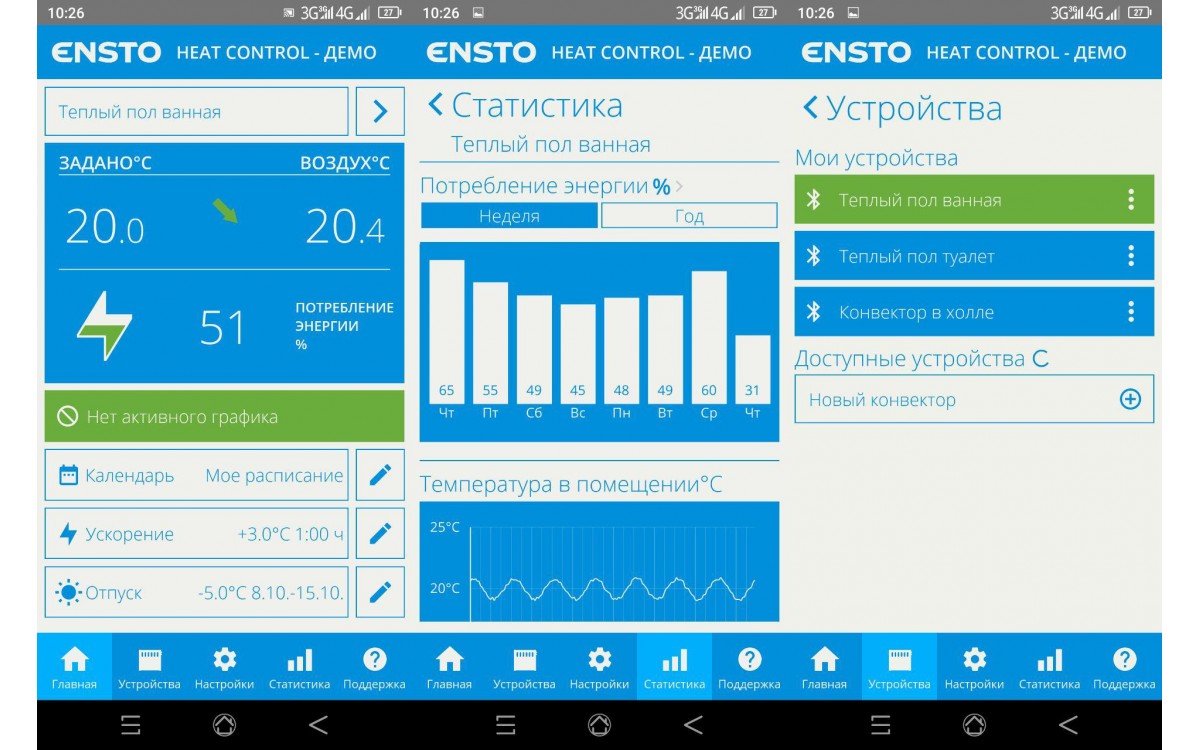 10:26
3G 3G 4G 27
ENSTO HEAT CONTROL - ДЕМО
Теплый пол ванная
ЗАДАНО°C ВОЗДУХ°C
20.0 20.4
51
ПОТРЕБЛЕНИЕ
ЭНЕРГИИ
%
Нет активного графика
Календарь Мое расписание
Ускорение +3.0°C 1:00 ч
Отпуск -5.0°C 8.10.-15.10.
Главная Устройства Настройки Статистика Поддержка
10:26
3G 3G 4G 27
ENSTO HEAT CONTROL - ДЕМО
Статистика
Теплый пол ванная
Потребление энергии %
Неделя Год
65 55 49 45 48 49 60 31
Чт Пт Сб Вс Пн Вт Ср Чт
Температура в помещении°C
25°C
20°C
Главная Устройства Настройки Статистика Поддержка
10:26
3G 3G 4G 27
ENSTO HEAT CONTROL - ДЕМО
Устройства
Мои устройства
Теплый пол ванная
Теплый пол туалет
Конвектор в холле
Доступные устройства
Новый конвектор
Главная Устройства Настройки Статистика Поддержка